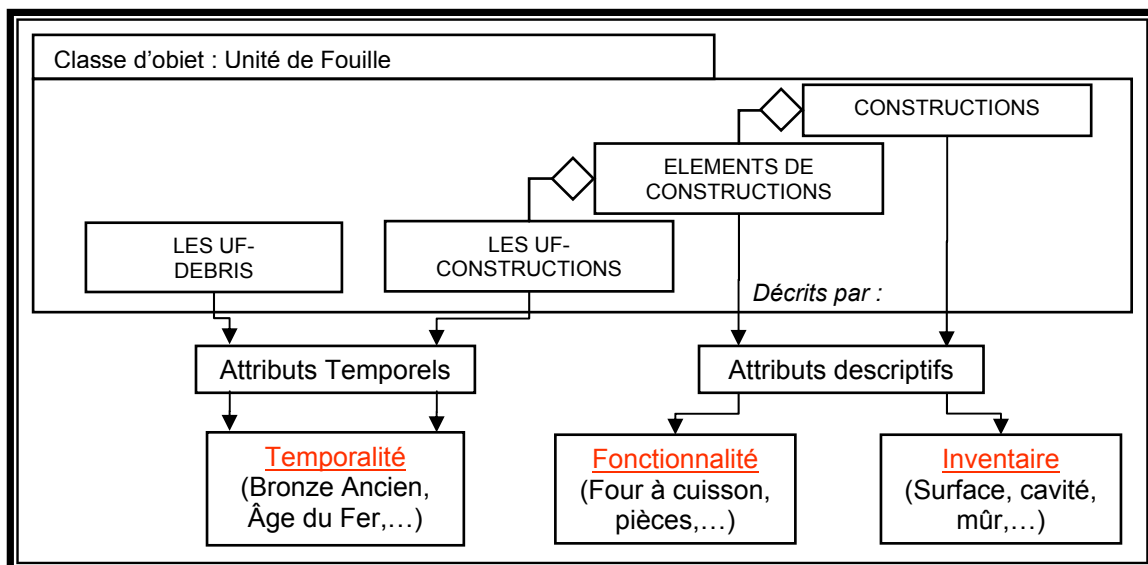 Classe d'obiet : Unité de Fouille
CONSTRUCTIONS
ELEMENTS DE
CONSTRUCTIONS
LES UF-
DEBRIS
LES UF-
CONSTRUCTIONS
Décrits par :
Attributs Temporels
Attributs descriptifs
Temporalité
(Bronze Ancien,
Âge du Fer,…)
Fonctionnalité
(Four à cuisson,
pièces,…)
Inventaire
(Surface, cavité,
mûr,…)